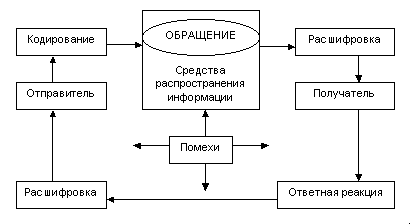 Кодирование
ОБРАЩЕНИЕ
Расшифровка
Средства
распространения
информации
Отправитель
Получатель
Помехи
Расшифровка
Ответная реакция